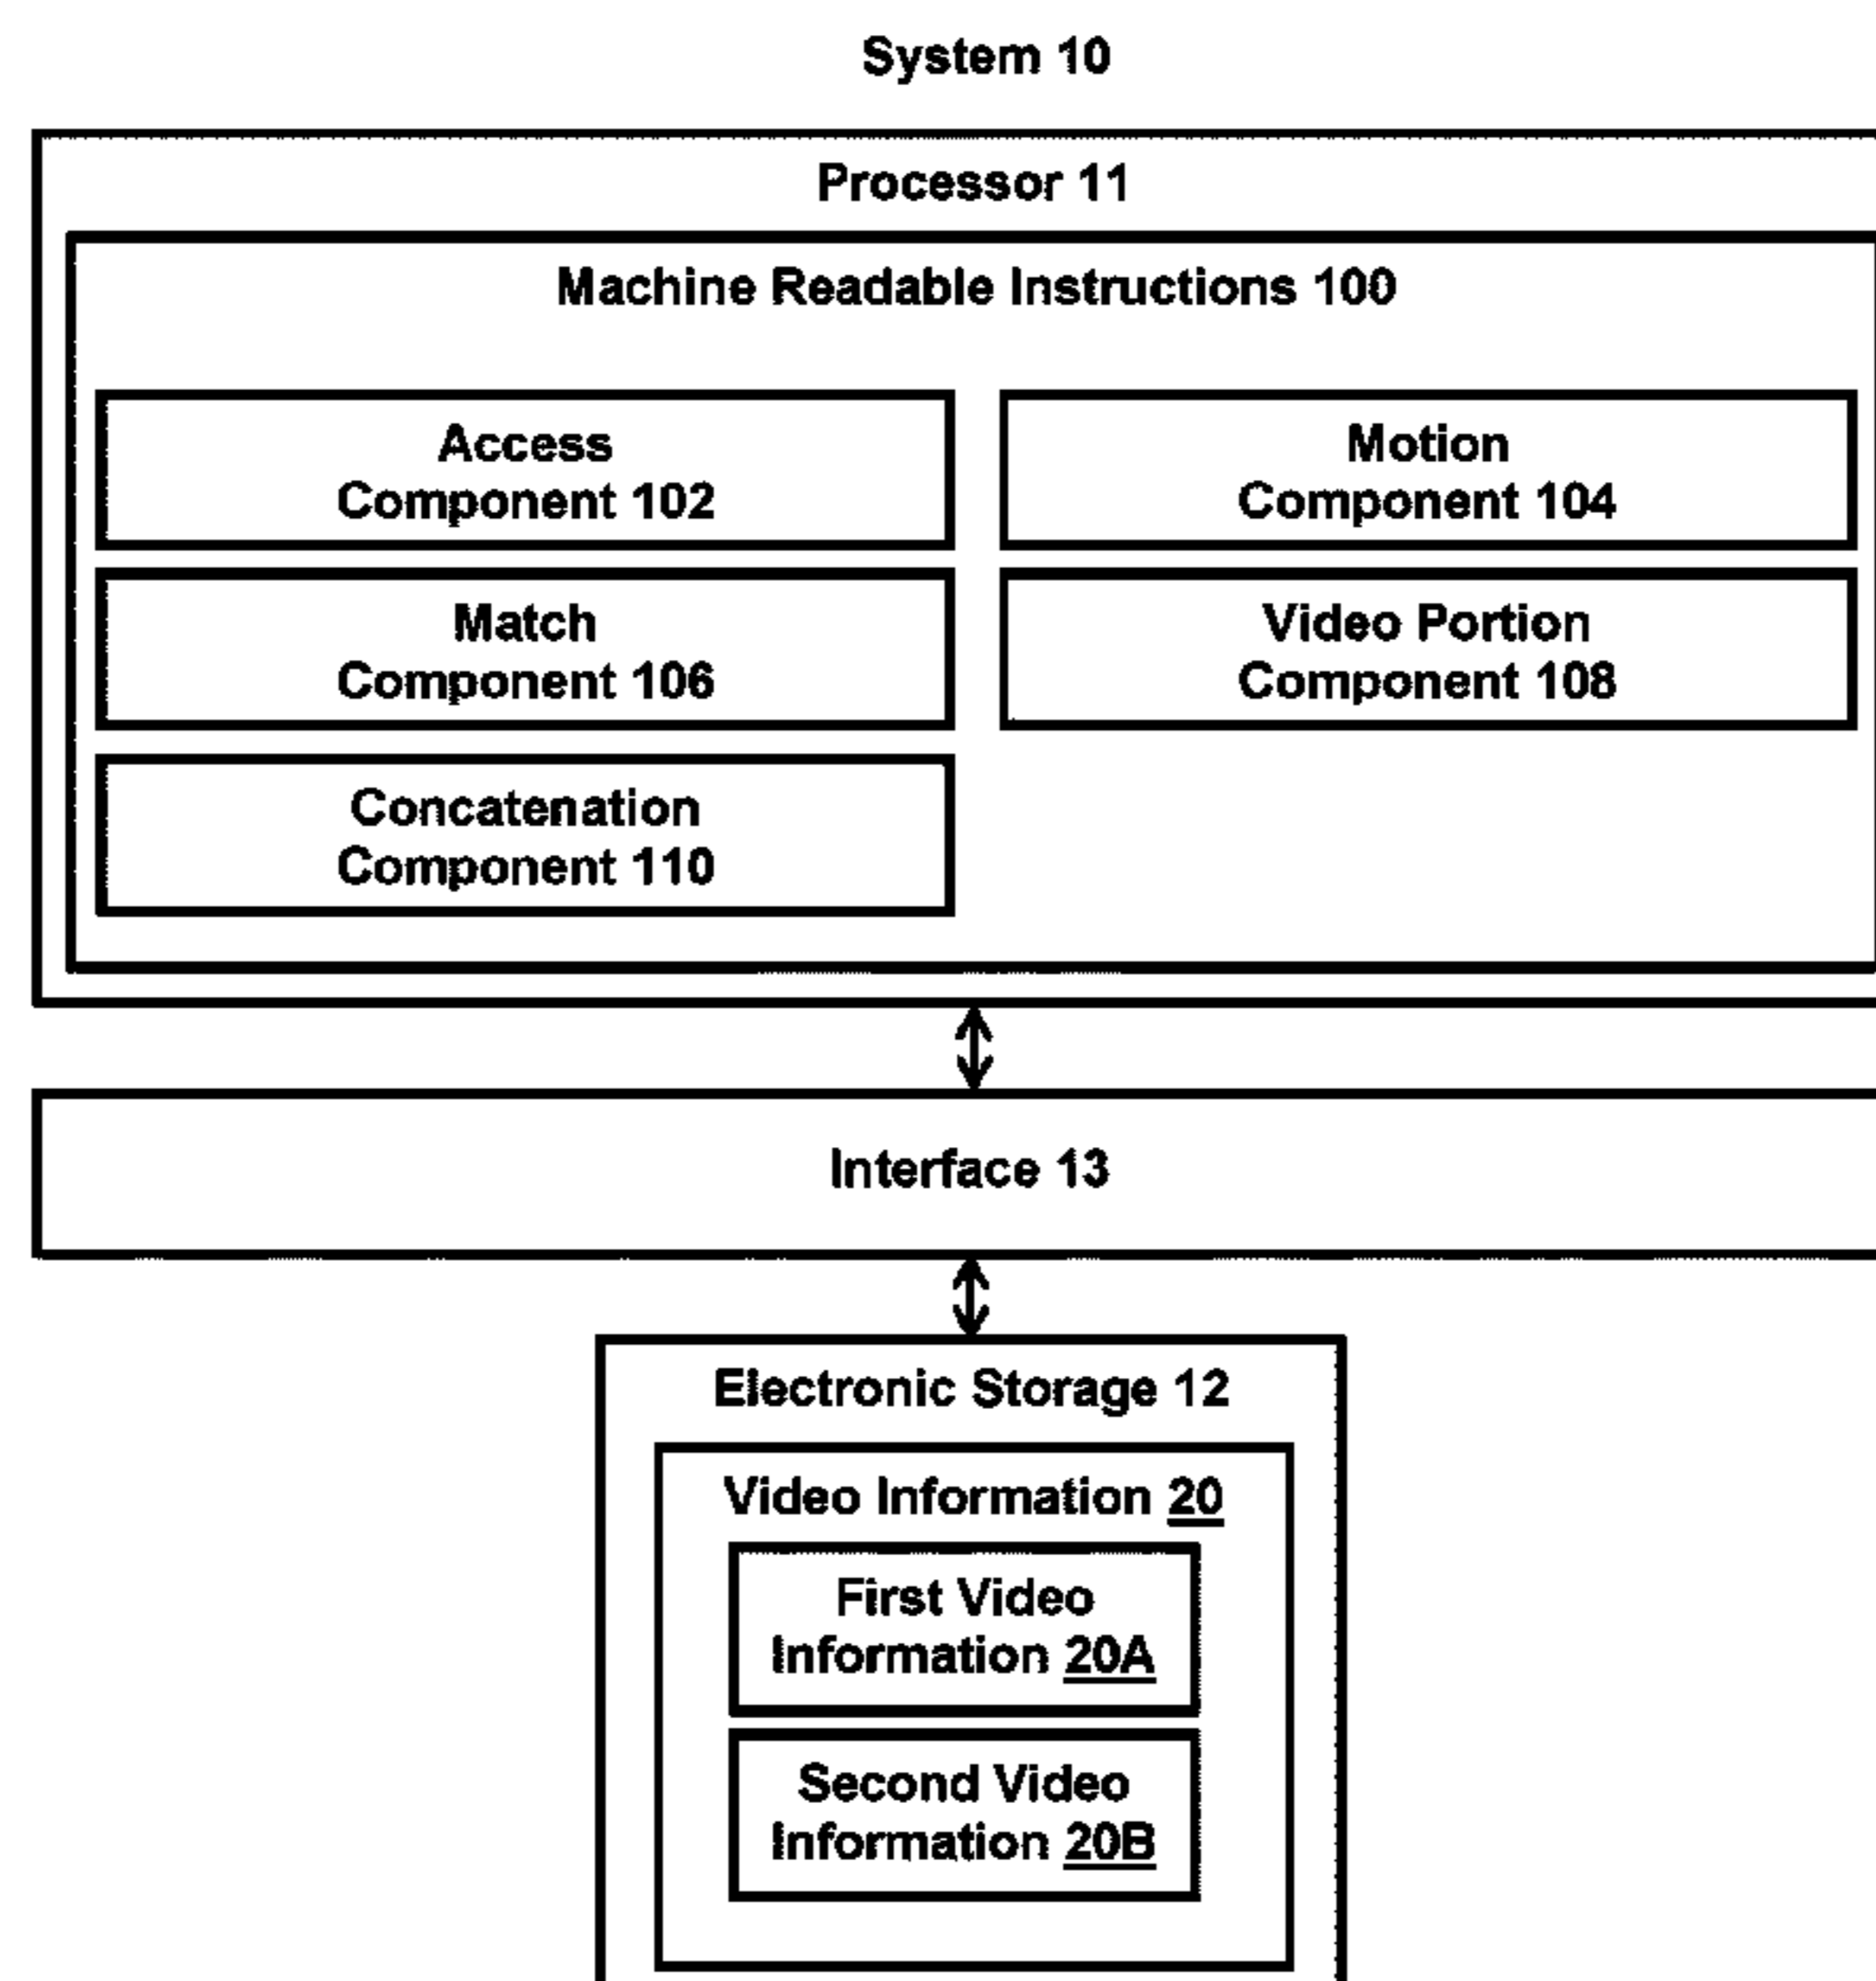 System 10
Processor 11
Machine Readable Instructions 100
Access
Component 102
Motion
Component 104
Match
Component 106
Video Portion
Component 108
Concatenation
Component 110
Interface 13
Electronic Storage 12
Video Information 20
First Video
Information 20A
Second Video
Information 20B